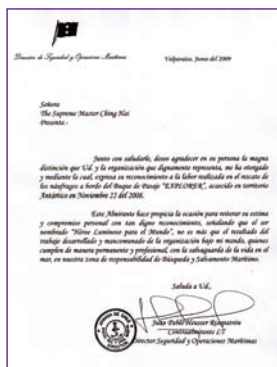 Dirección de Seguridad y Operaciones Marítimas
Valparaíso, Junio del 2009
Señora
The Supreme Master Ching Hai
Presente.-
Junto con saludarle, deseo agradecer en su persona la magna
distinción que Ud. y la organización que dignamente representa, me ha otorgado
y mediante la cual, expresa su reconocimiento a la labor realizada en el rescate de
los náufragos a bordo del Buque de Pasaje "EXPLORER", acaecido en territorio
Antártico en Noviembre 22 del 2008.
Este Almirante hace propicia la ocasión para reiterar su estima
y compromiso personal con tan digno reconocimiento, señalando que el ser
nombrado "Héroe Luminoso para el Mundo", no es más que el resultado del
trabajo desarrollado y mancomunado de la organización bajo mi mando, quienes
cumplen de manera permanente y profesional, con la salvaguarda de la vida en el
mar, en nuestra zona de responsabilidad de Búsqueda y Salvamento Marítimo.
Saluda a Ud.,
Juan Pablo Heusser
Contraalmirante LT
Director Seguridad y Operaciones Marítimas